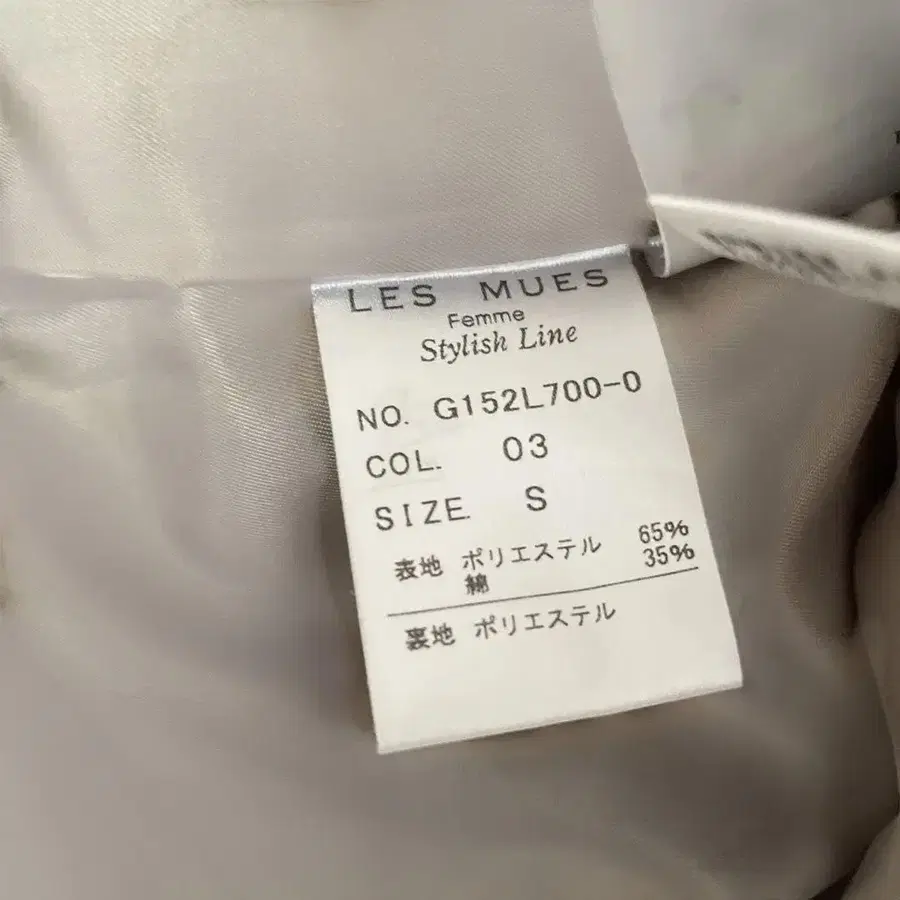 LES MUES
Femme
Stylish Line
NO. G152L700-0
COL. 03
SIZE. S
表地 ポリエステル 65%
綿 35%
裏地 ポリエステル